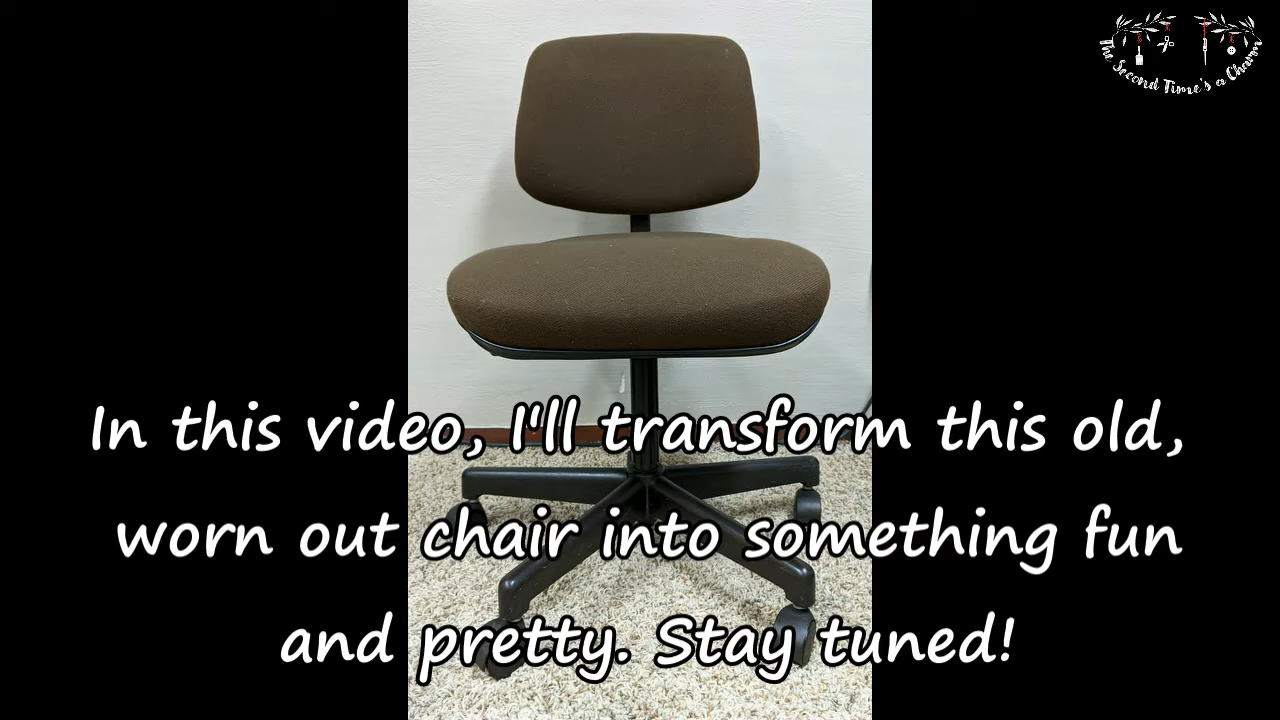 The Second Time's a Charm
In this video, I'll transform this old,
worn out chair into something fun
and pretty. Stay tuned!